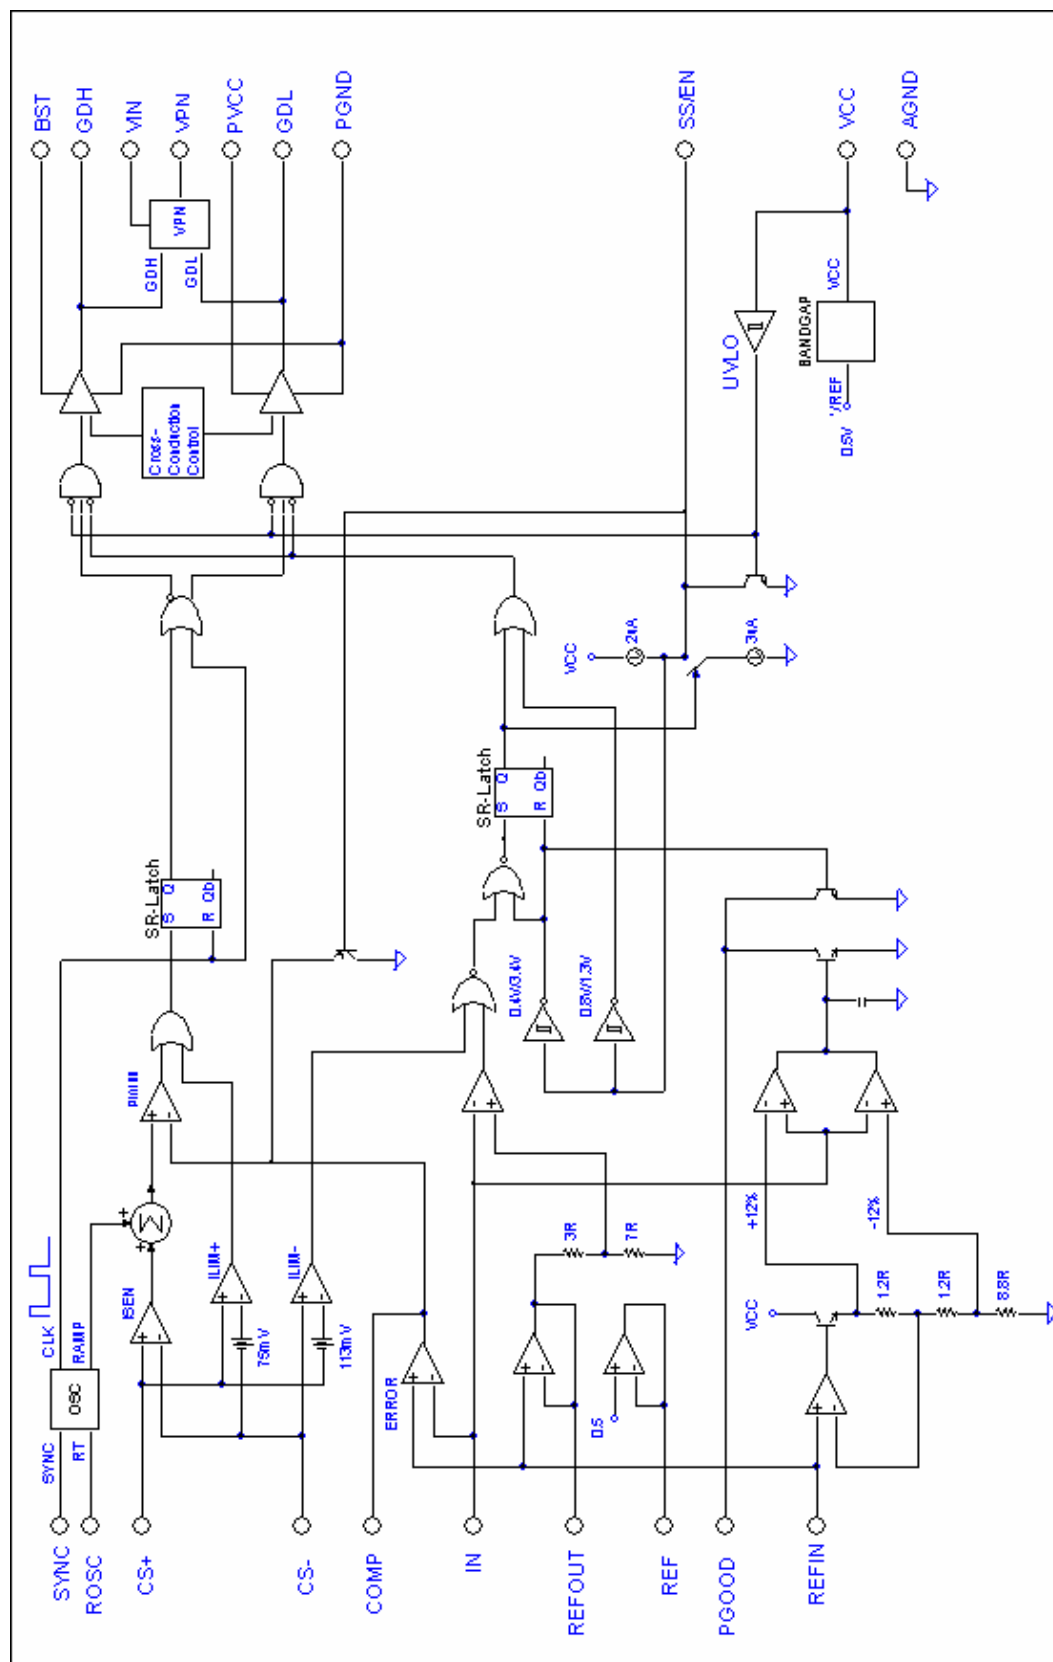 BST
GDH
VIN
VPN
PVCC
GDL
PGND
SS/EN
VCC
AGND
VPN
GDH
GDL
Cross-
Conduction
Control
UVLO
VCC
BANDGAP
VREF
0.5V
VCC
2uA
3uA
SR-Latch
S Q
R Qb
SR-Latch
S Q
R Qb
0.4V/3.4V
0.8V/1.3V
PWM
Σ
ISEN
ILIM+
ILIM-
75mV
113mV
CLK
RAMP
OSC
SYNC
RT
ERROR
3R
7R
0.5
+12%
-12%
VCC
1.2R
1.2R
8.8R
SYNC
ROSC
CS+
CS-
COMP
IN
REFOUT
REF
PGOOD
REFIN